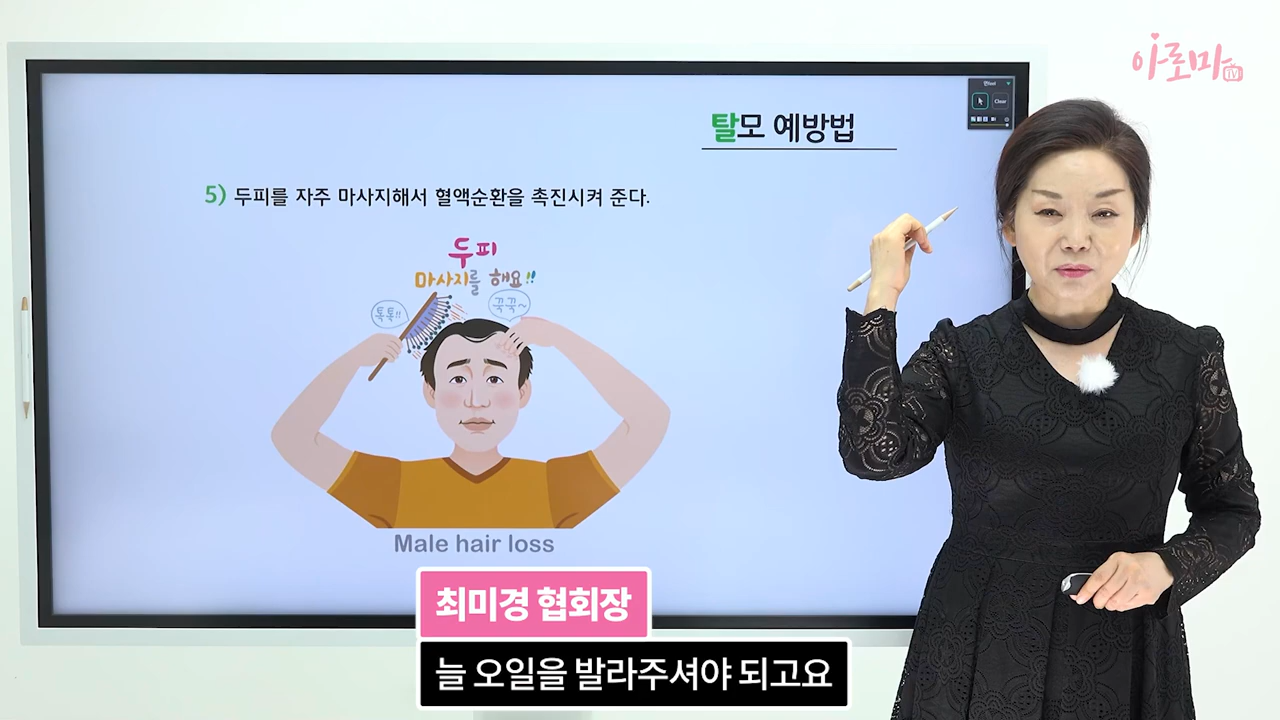 아로마 TV
Clear
탈모 예방법
5) 두피를 자주 마사지해서 혈액순환을 촉진시켜 준다.
두피
마사지를 해요!!
톡톡!!
꾹꾹~
Male hair loss
최미경 협회장
늘 오일을 발라주셔야 되고요